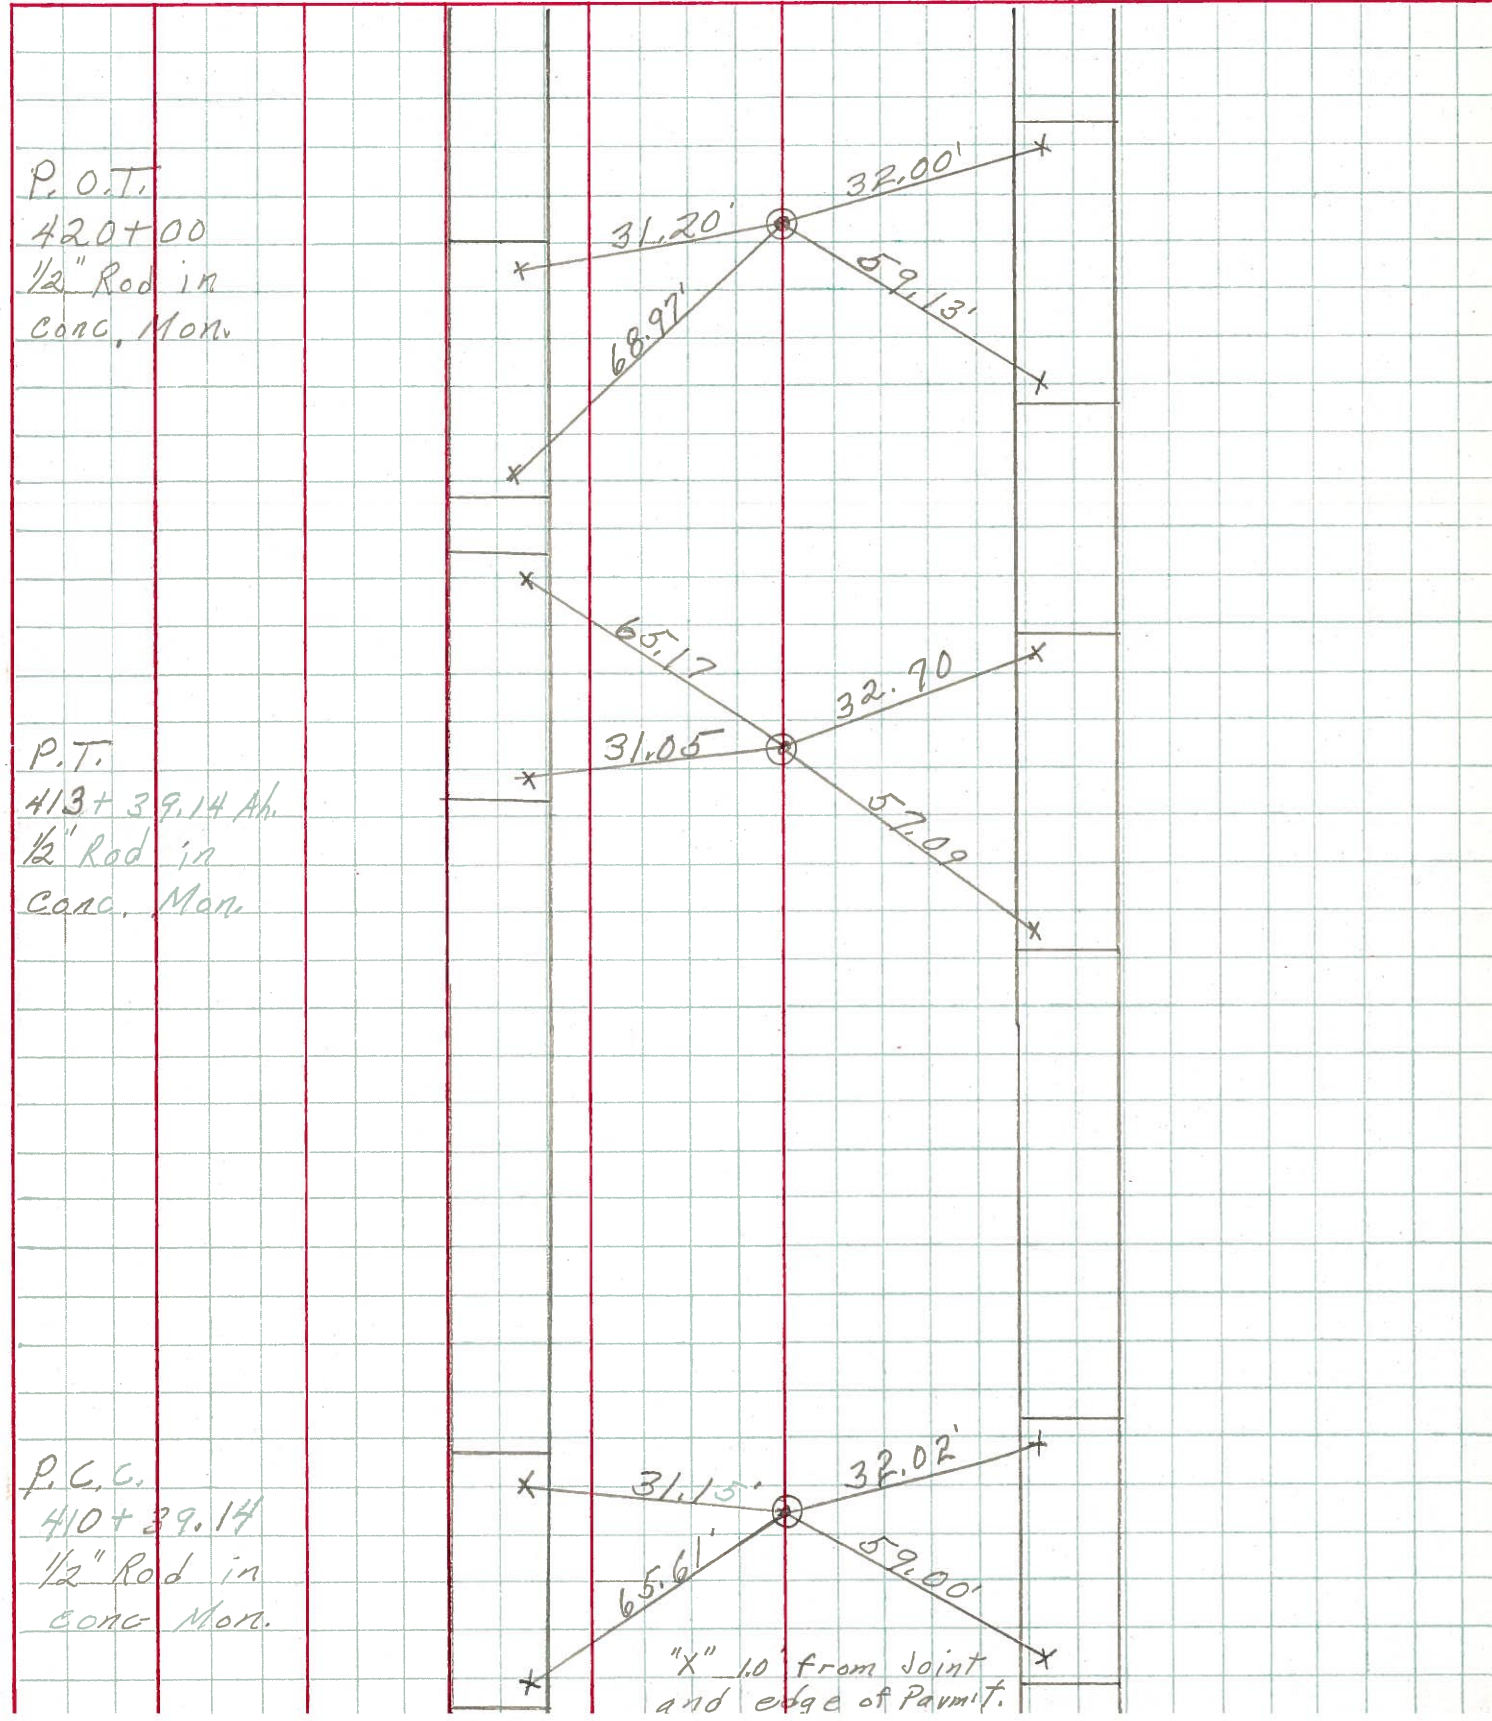 P.O.T.
420+00
1/2" Rod in
Conc. Mon.
31.20'
32.00'
68.97'
59.13'
P.T.
413+39.14 Ah.
1/2" Rod in
Conc. Mon.
65.17
32.70
31.05
57.09
P.C.C.
410+39.14
1/2" Rod in
Conc Mon.
31.15'
32.02'
65.61'
59.00'
"X" 1.0' from Joint
and edge of Pavmit.